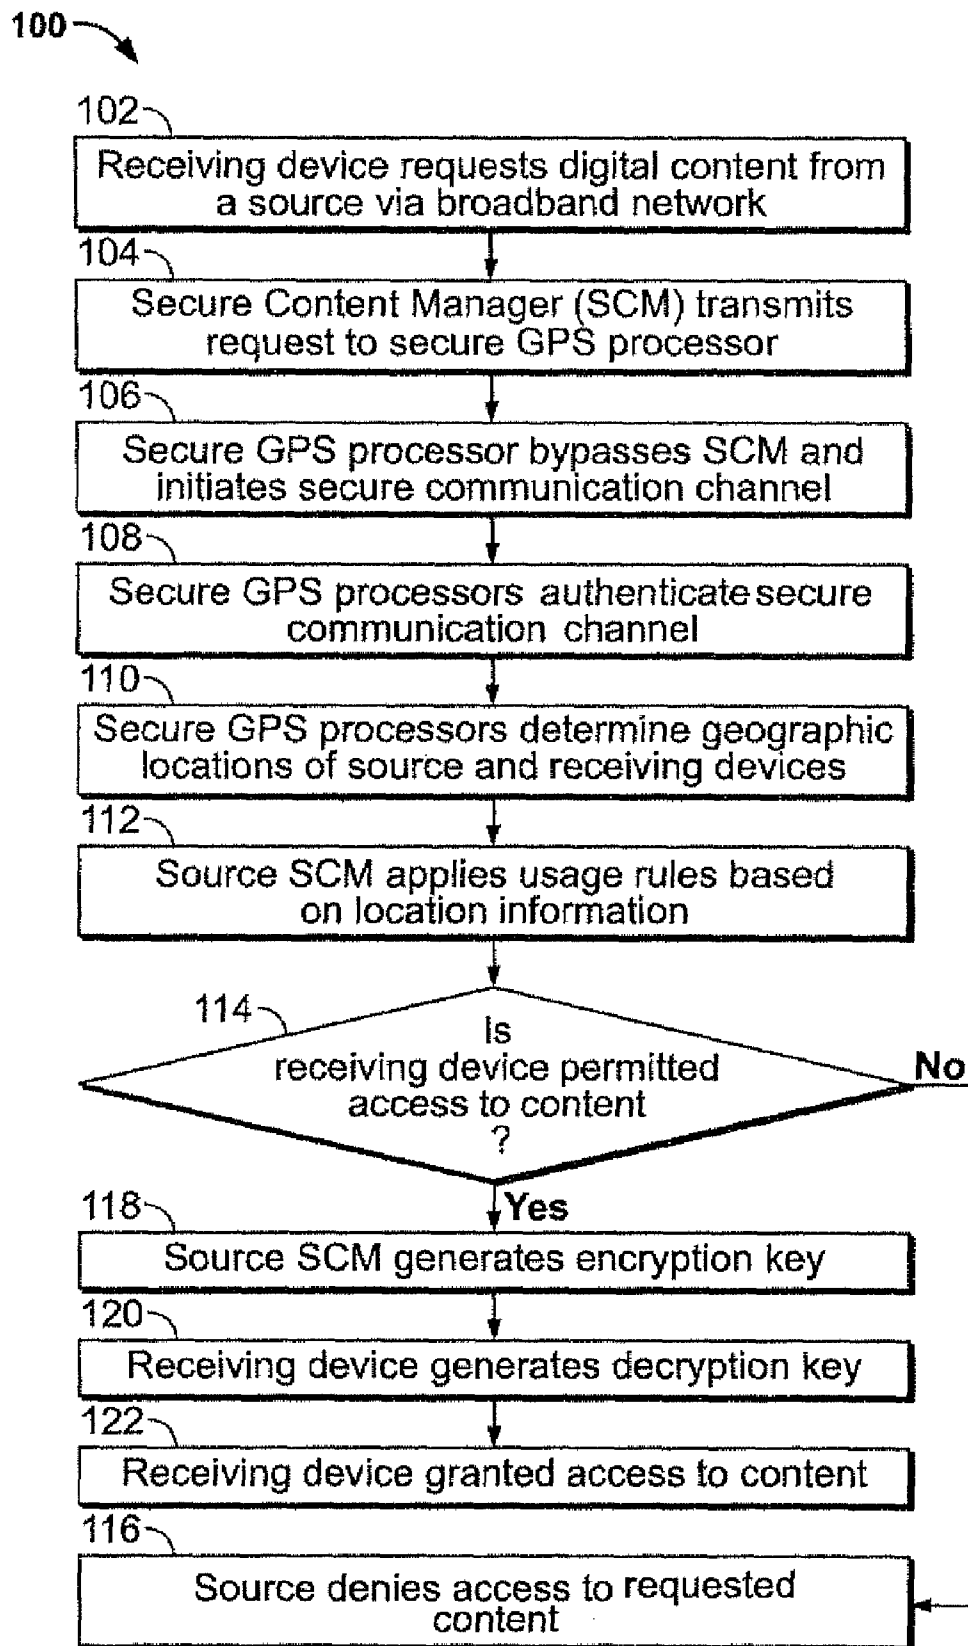 100
102
Receiving device requests digital content from
a source via broadband network
104
Secure Content Manager (SCM) transmits
request to secure GPS processor
106
Secure GPS processor bypasses SCM and
initiates secure communication channel
108
Secure GPS processors authenticate secure
communication channel
110
Secure GPS processors determine geographic
locations of source and receiving devices
112
Source SCM applies usage rules based
on location information
114
Is
receiving device permitted
access to content
?
No
Yes
118
Source SCM generates encryption key
120
Receiving device generates decryption key
122
Receiving device granted access to content
116
Source denies access to requested
content